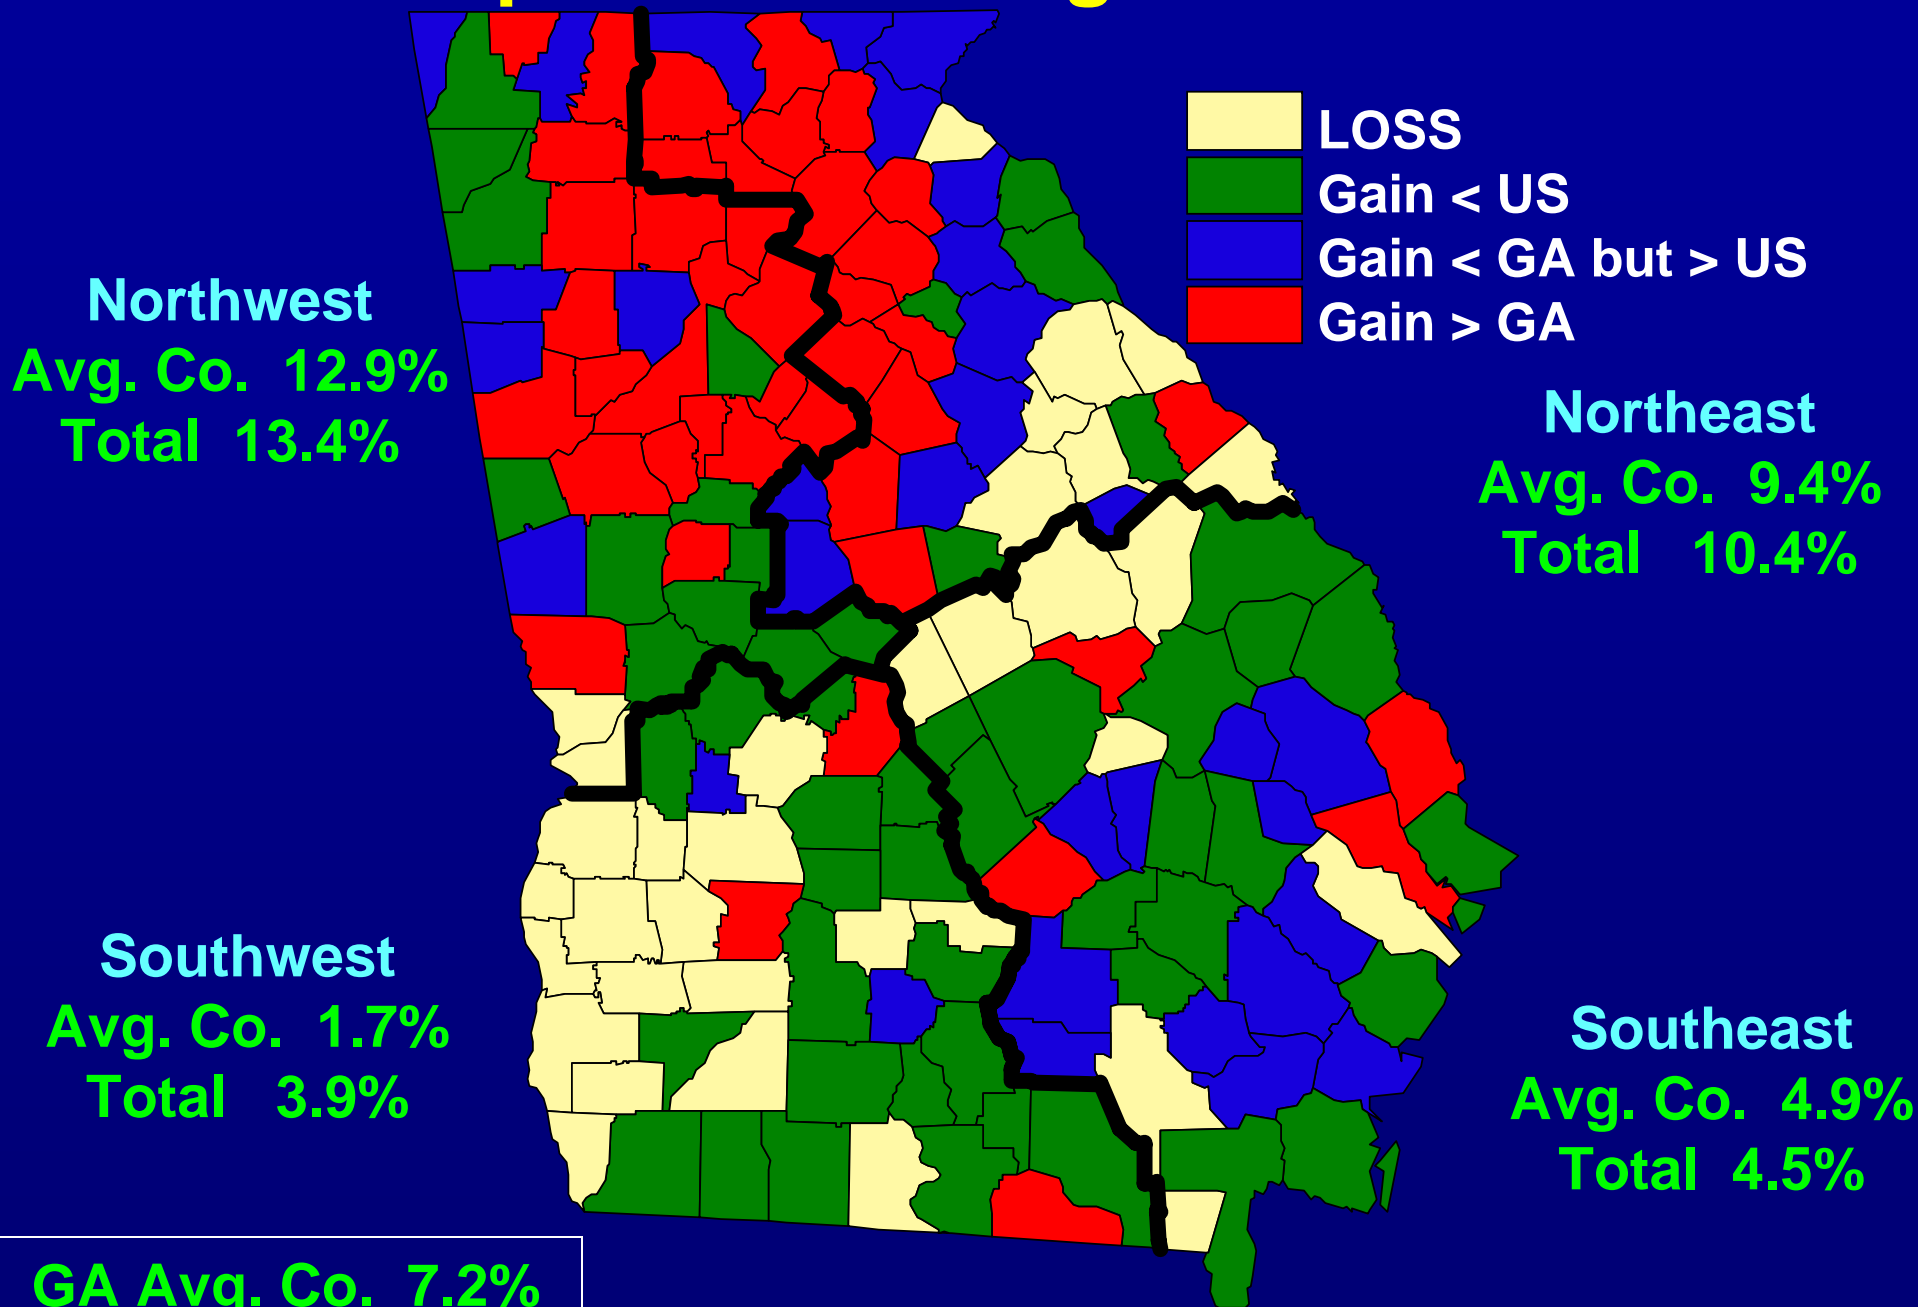 LOSS
Gain < US
Gain < GA but > US
Gain > GA
Northwest
Avg. Co. 12.9%
Total 13.4%
Northeast
Avg. Co. 9.4%
Total 10.4%
Southwest
Avg. Co. 1.7%
Total 3.9%
Southeast
Avg. Co. 4.9%
Total 4.5%
GA Avg. Co. 7.2%